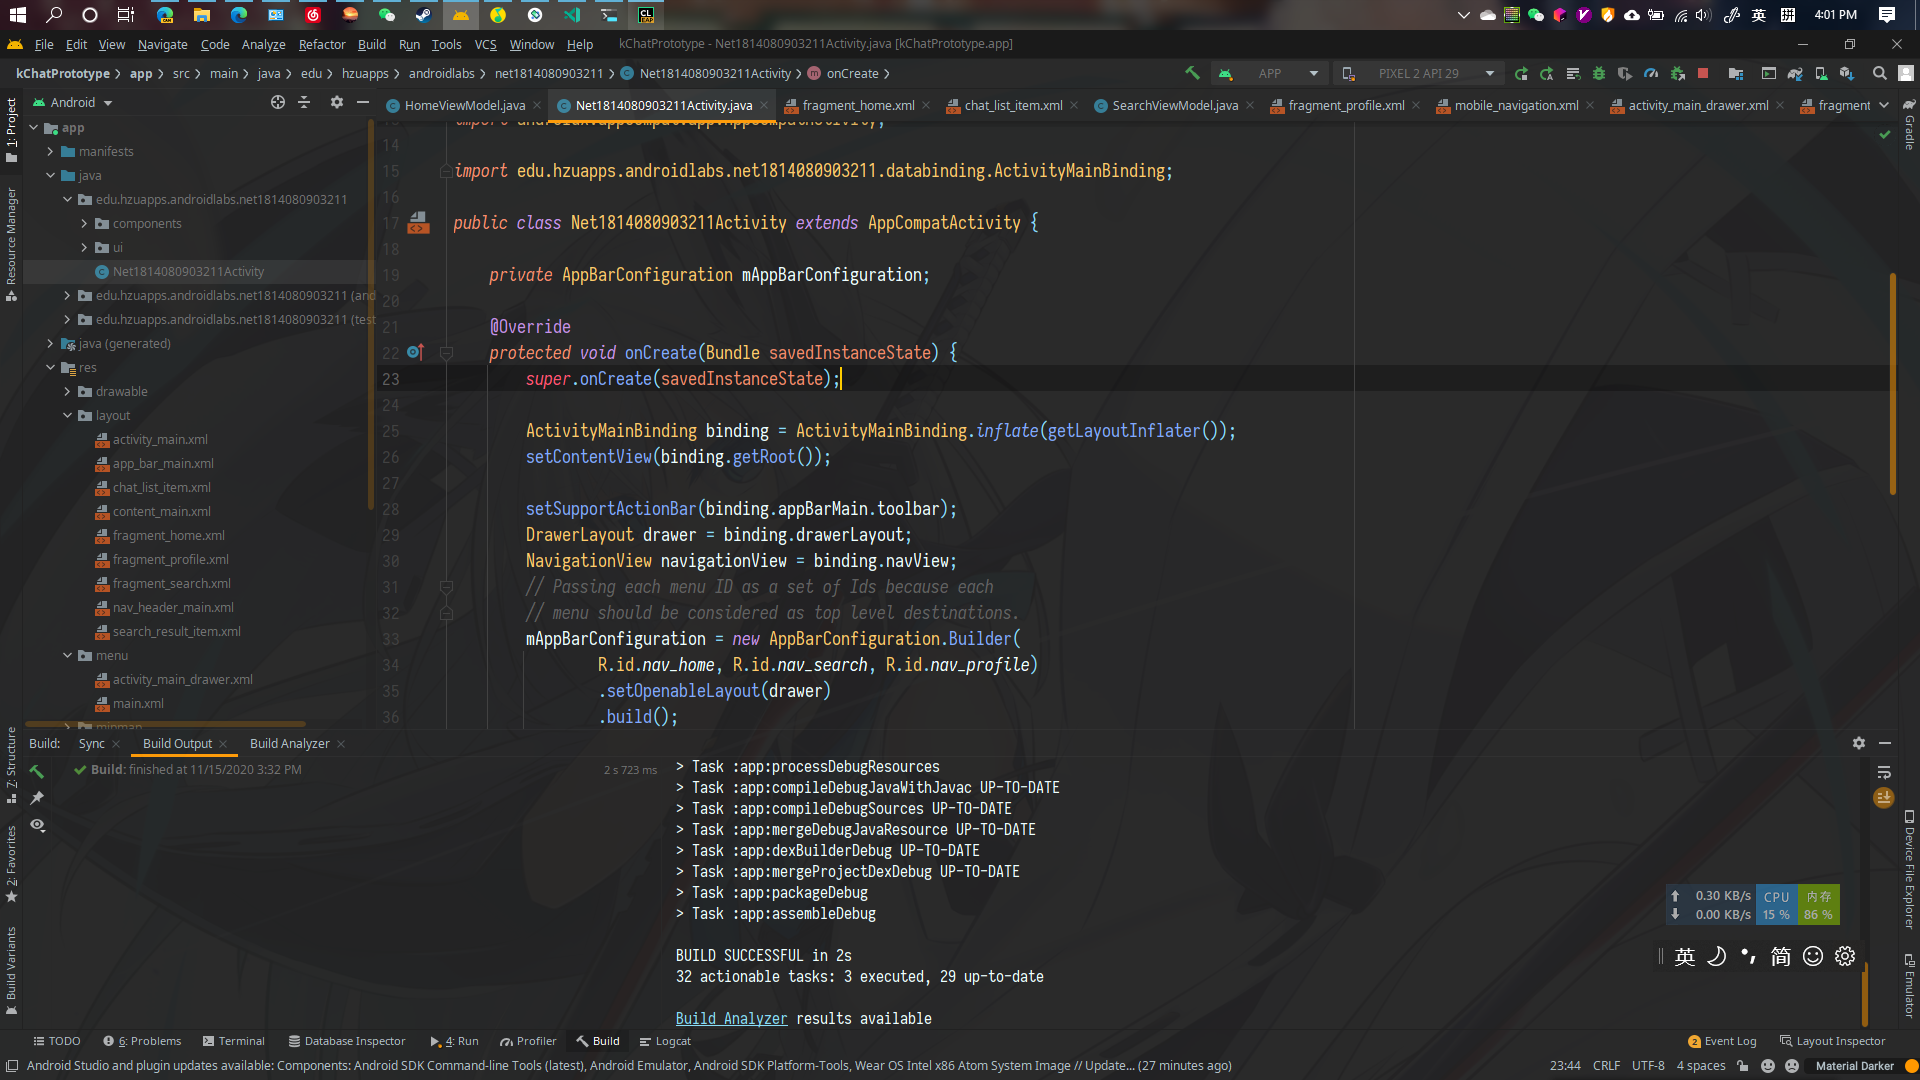 4:01 PM
英
拼
File Edit View Navigate Code Analyze Refactor Build Run Tools VCS Window Help kChatPrototype - Net1814080903211Activity.java [kChatPrototype.app]
kChatPrototype app src main java edu hzuapps androidlabs net1814080903211 Net1814080903211Activity onCreate APP PIXEL 2 API 29
Android
HomeViewModel.java Net1814080903211Activity.java fragment_home.xml chat_list_item.xml SearchViewModel.java fragment_profile.xml mobile_navigation.xml activity_main_drawer.xml fragment
1: Project
Resource Manager
7: Structure
2: Favorites
Build Variants
app
manifests
java
edu.hzuapps.androidlabs.net1814080903211
components
ui
Net1814080903211Activity
edu.hzuapps.androidlabs.net1814080903211 (and
edu.hzuapps.androidlabs.net1814080903211 (test
java (generated)
res
drawable
layout
activity_main.xml
app_bar_main.xml
chat_list_item.xml
content_main.xml
fragment_home.xml
fragment_profile.xml
fragment_search.xml
nav_header_main.xml
search_result_item.xml
menu
activity_main_drawer.xml
main.xml
mipmap
13 import androidx.appcompat.app.AppCompatActivity;
14
15 import edu.hzuapps.androidlabs.net1814080903211.databinding.ActivityMainBinding;
16
17 public class Net1814080903211Activity extends AppCompatActivity {
18
19 private AppBarConfiguration mAppBarConfiguration;
20
21 @Override
22 protected void onCreate(Bundle savedInstanceState) {
23 super.onCreate(savedInstanceState);
24
25 ActivityMainBinding binding = ActivityMainBinding.inflate(getLayoutInflater());
26 setContentView(binding.getRoot());
27
28 setSupportActionBar(binding.appBarMain.toolbar);
29 DrawerLayout drawer = binding.drawerLayout;
30 NavigationView navigationView = binding.navView;
31 // Passing each menu ID as a set of Ids because each
32 // menu should be considered as top level destinations.
33 mAppBarConfiguration = new AppBarConfiguration.Builder(
34 R.id.nav_home, R.id.nav_search, R.id.nav_profile)
35 .setOpenableLayout(drawer)
36 .build();
Gradle
Device File Explorer
Emulator
Build: Sync Build Output Build Analyzer
Build: finished at 11/15/2020 3:32 PM 2 s 723 ms
> Task :app:processDebugResources
> Task :app:compileDebugJavaWithJavac UP-TO-DATE
> Task :app:compileDebugSources UP-TO-DATE
> Task :app:mergeDebugJavaResource UP-TO-DATE
> Task :app:dexBuilderDebug UP-TO-DATE
> Task :app:mergeProjectDexDebug UP-TO-DATE
> Task :app:packageDebug
> Task :app:assembleDebug
BUILD SUCCESSFUL in 2s
32 actionable tasks: 3 executed, 29 up-to-date
Build Analyzer results available
0.30 KB/s CPU 内存
0.00 KB/s 15 % 86 %
英 简
TODO 6: Problems Terminal Database Inspector 4: Run Profiler Build Logcat 2 Event Log Layout Inspector
Android Studio and plugin updates available: Components: Android SDK Command-line Tools (latest), Android Emulator, Android SDK Platform-Tools, Wear OS Intel x86 Atom System Image // Update... (27 minutes ago) 23:44 CRLF UTF-8 4 spaces Material Darker